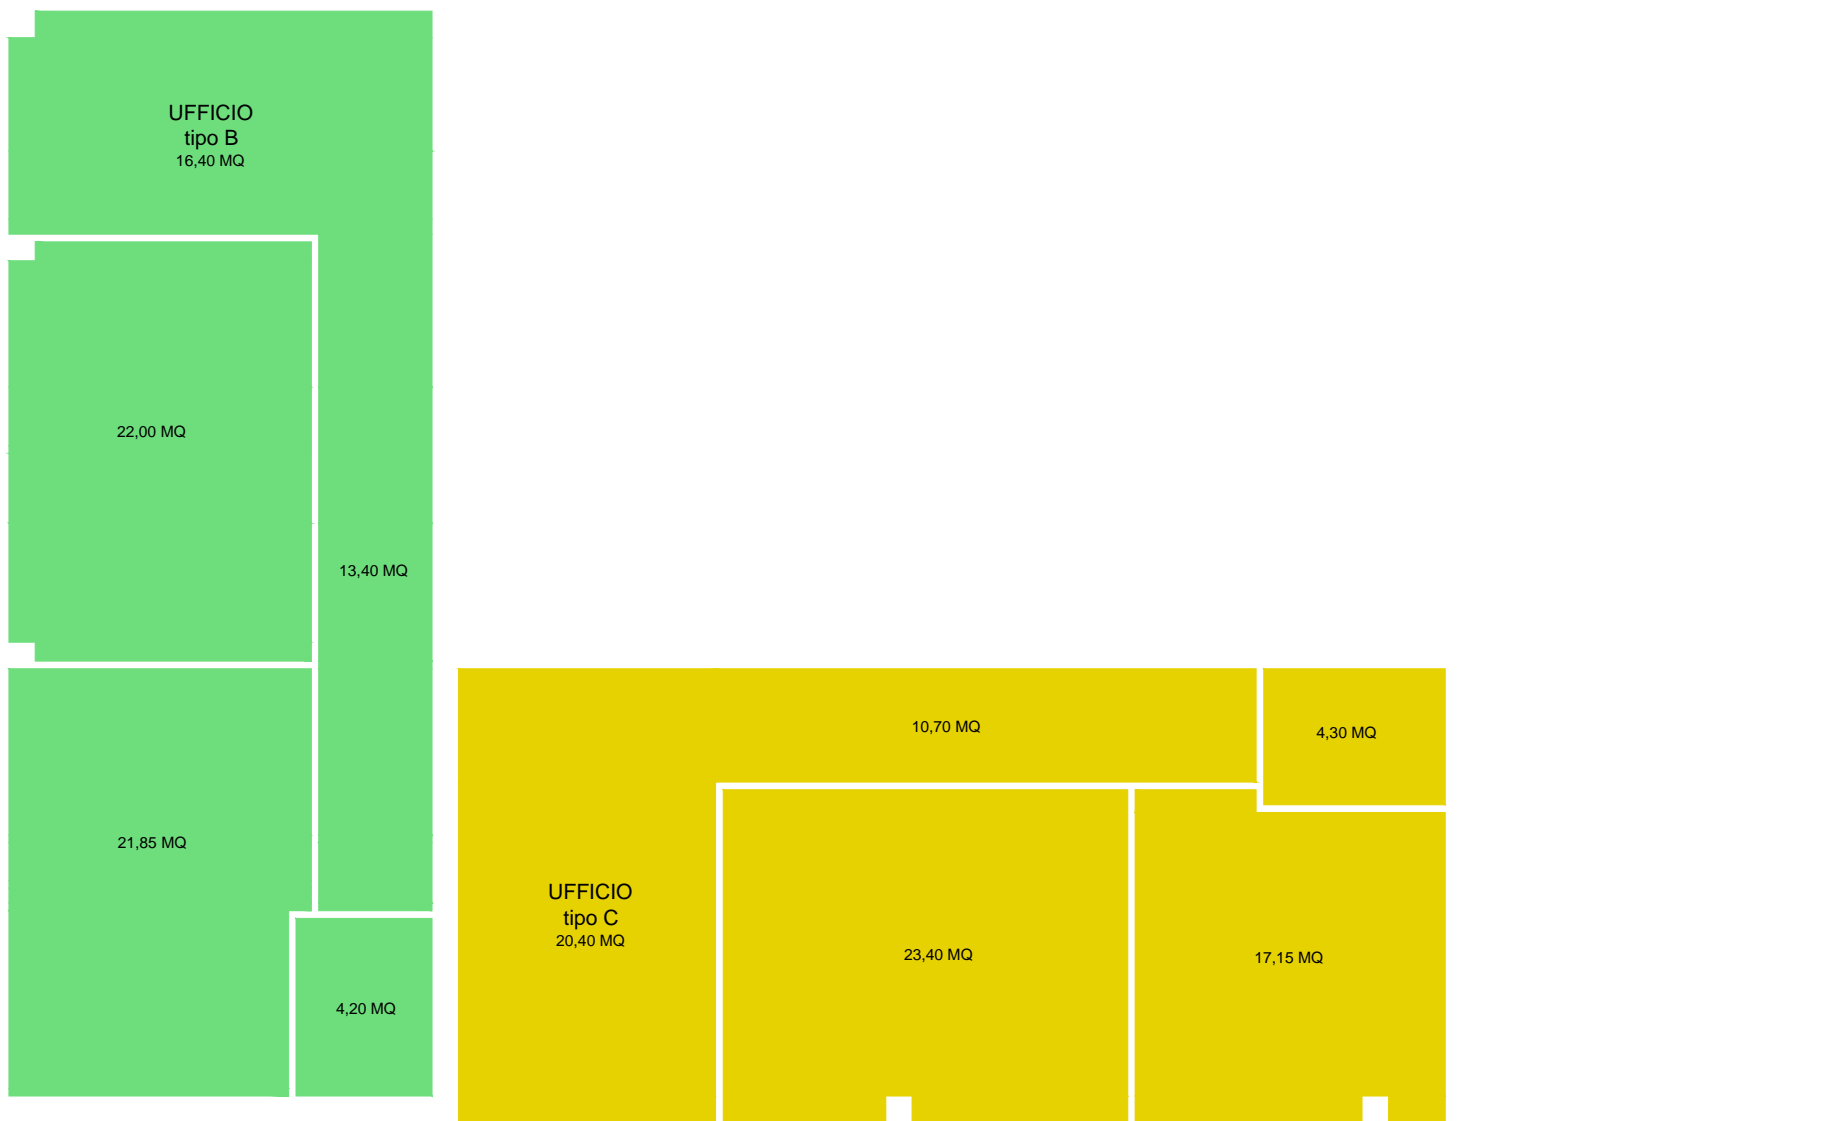 UFFICIO
tipo B
16,40 MQ
22,00 MQ
13,40 MQ
21,85 MQ
4,20 MQ
10,70 MQ
4,30 MQ
UFFICIO
tipo C
20,40 MQ
23,40 MQ
17,15 MQ